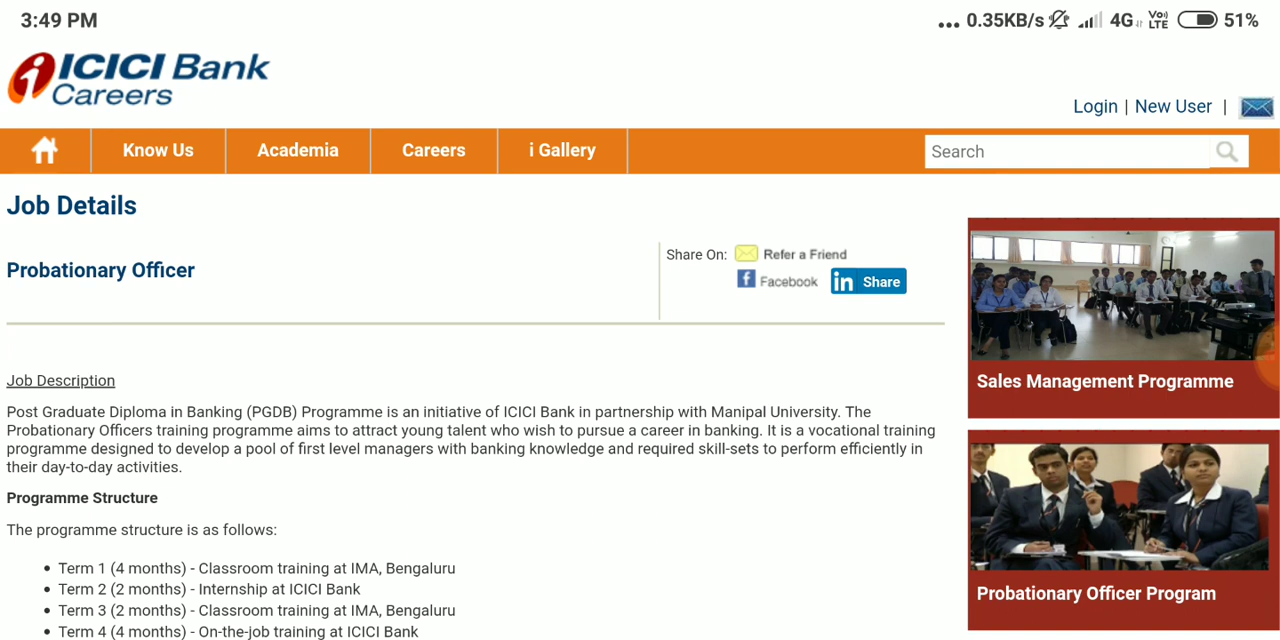 3:49 PM
... 0.35KB/s 4G Vo) LTE 51%
ICICI Bank
Careers
Login | New User |
Know Us Academia Careers i Gallery Search
Job Details
Probationary Officer
Share On: Refer a Friend
f Facebook in Share
Job Description
Post Graduate Diploma in Banking (PGDB) Programme is an initiative of ICICI Bank in partnership with Manipal University. The
Probationary Officers training programme aims to attract young talent who wish to pursue a career in banking. It is a vocational training
programme designed to develop a pool of first level managers with banking knowledge and required skill-sets to perform efficiently in
their day-to-day activities.
Programme Structure
The programme structure is as follows:
• Term 1 (4 months) - Classroom training at IMA, Bengaluru
• Term 2 (2 months) - Internship at ICICI Bank
• Term 3 (2 months) - Classroom training at IMA, Bengaluru
• Term 4 (4 months) - On-the-job training at ICICI Bank
Sales Management Programme
Probationary Officer Program